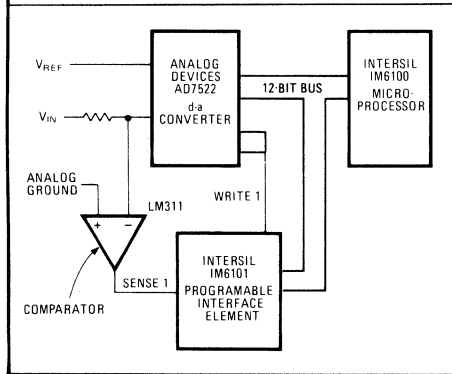 ANALOG
DEVICES
AD7522
d-a
CONVERTER
INTERSIL
IM6100
MICRO-
PROCESSOR
VREF
12-BIT BUS
VIN
ANALOG
GROUND
WRITE 1
LM311
+ −
SENSE 1
INTERSIL
IM6101
PROGRAMABLE
INTERFACE
ELEMENT
COMPARATOR